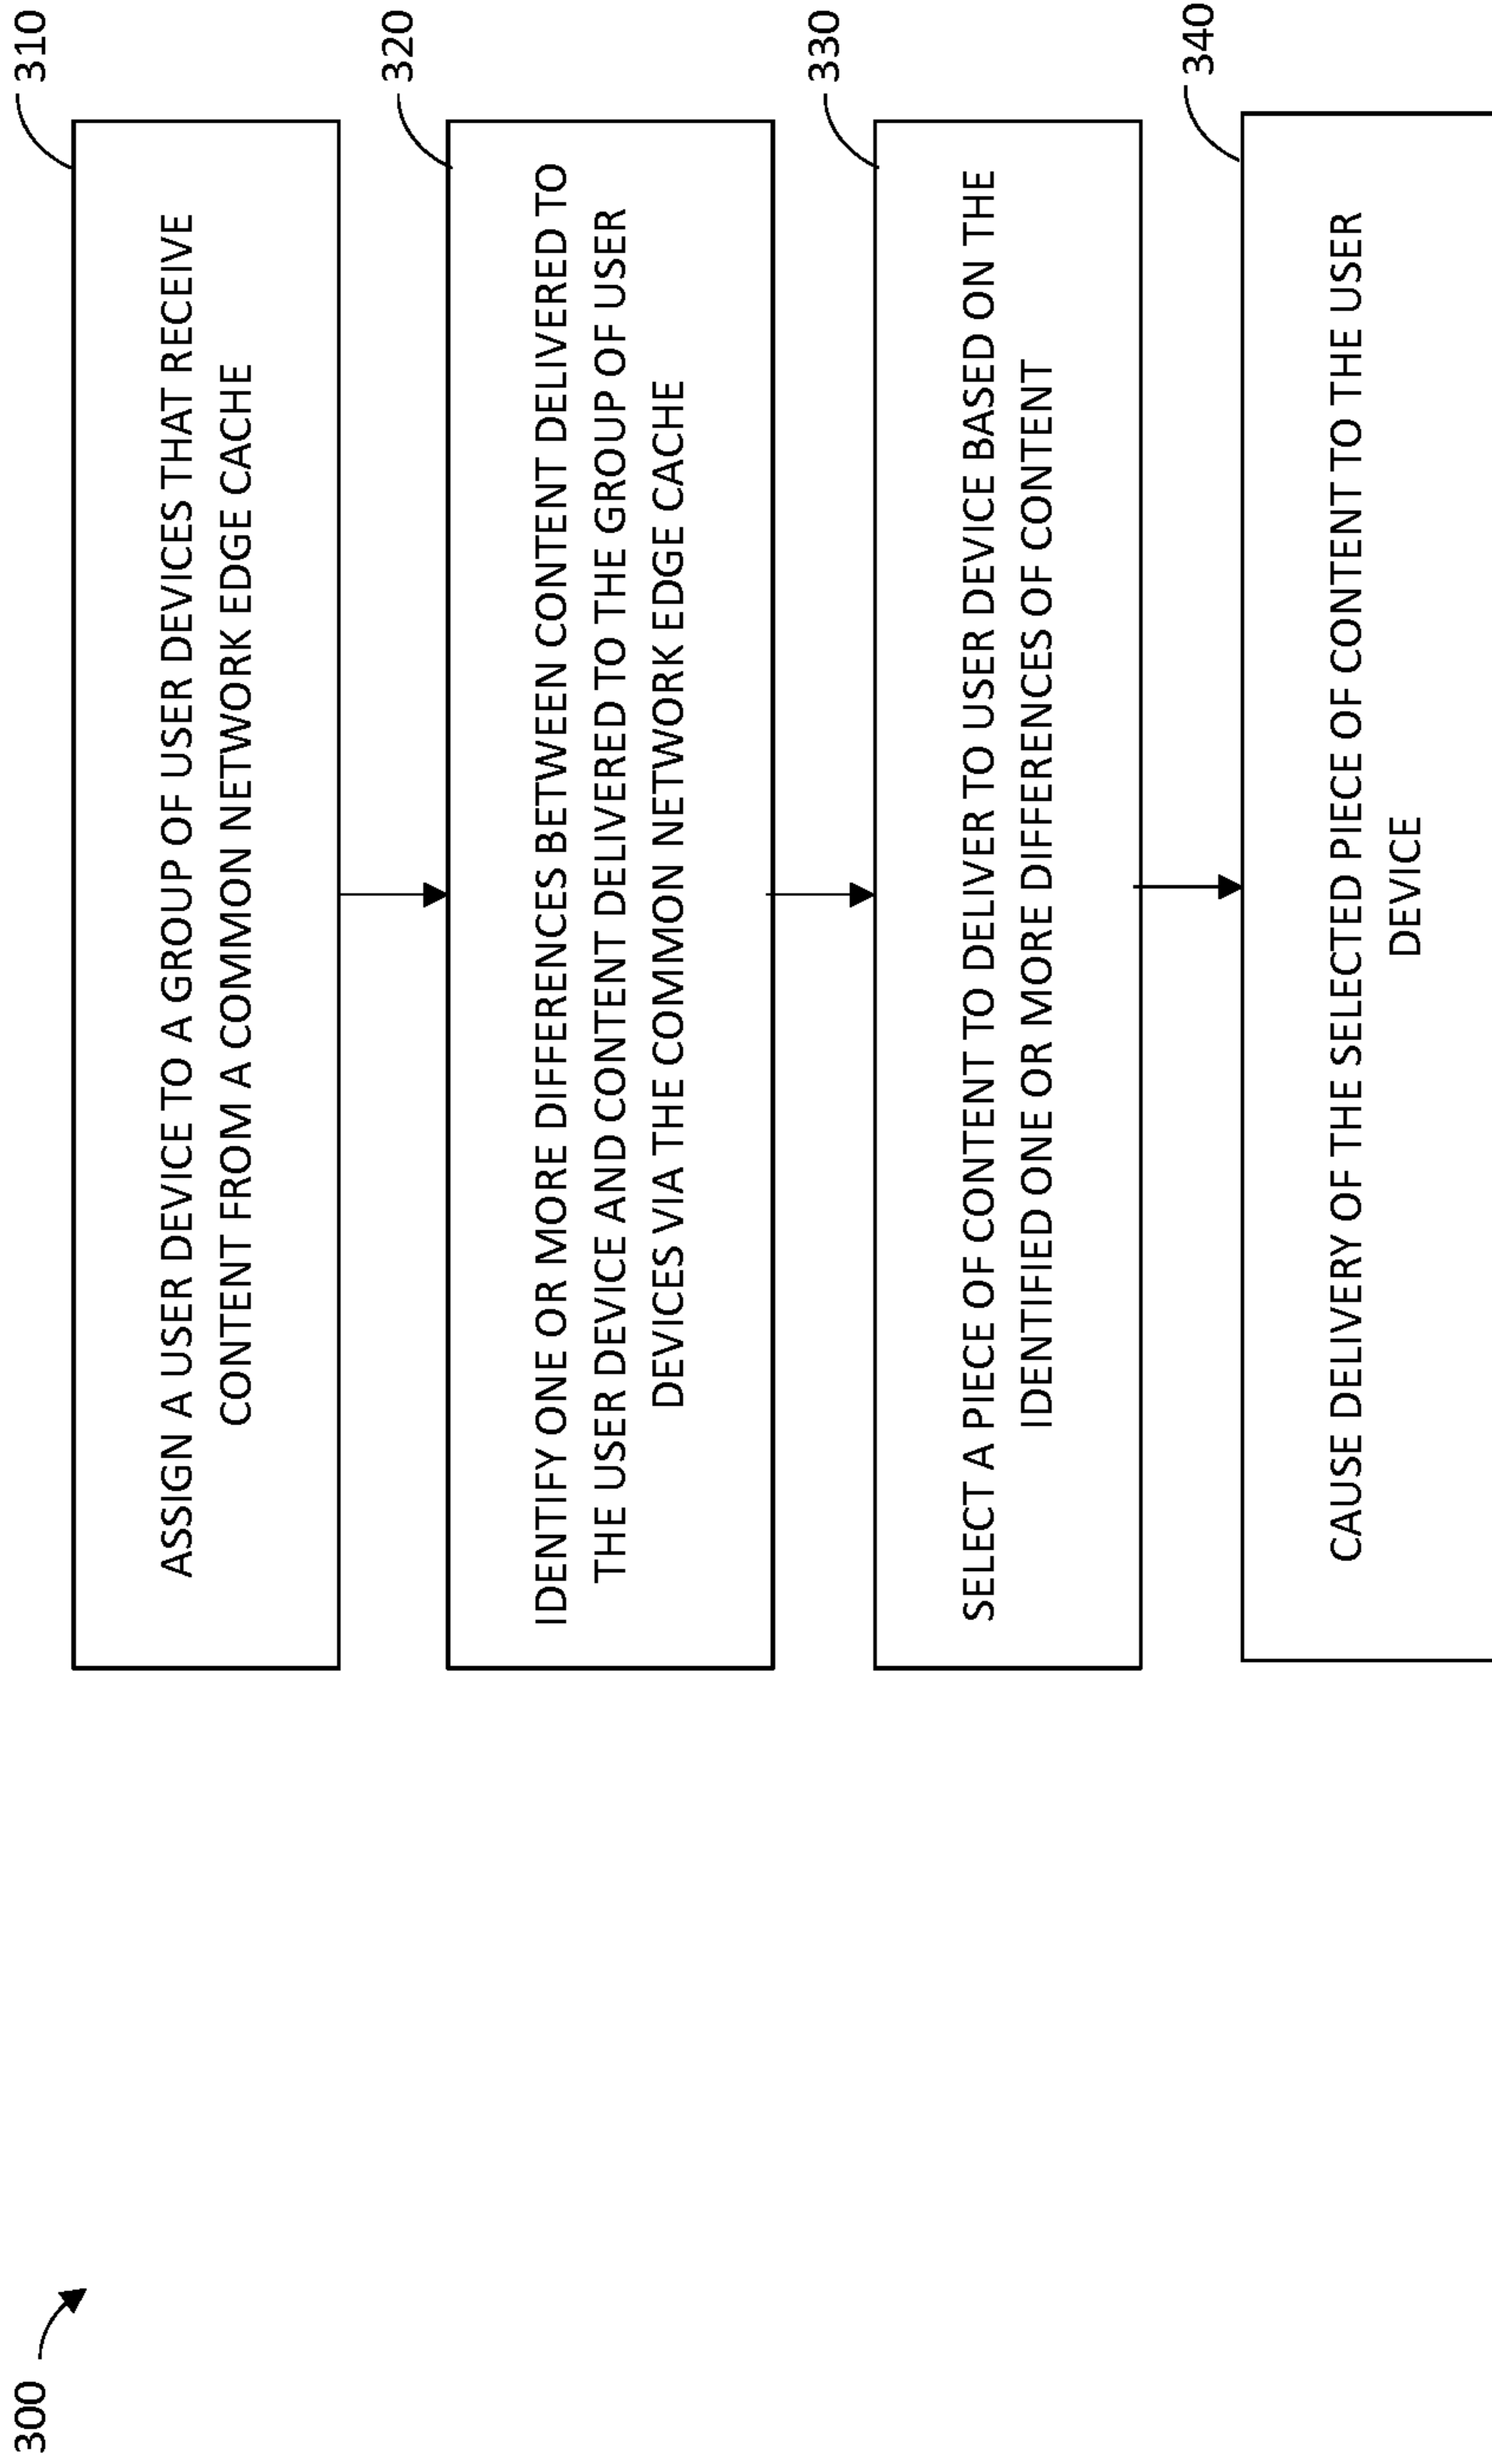 300
310
ASSIGN A USER DEVICE TO A GROUP OF USER DEVICES THAT RECEIVE
CONTENT FROM A COMMON NETWORK EDGE CACHE
320
IDENTIFY ONE OR MORE DIFFERENCES BETWEEN CONTENT DELIVERED TO
THE USER DEVICE AND CONTENT DELIVERED TO THE GROUP OF USER
DEVICES VIA THE COMMON NETWORK EDGE CACHE
330
SELECT A PIECE OF CONTENT TO DELIVER TO USER DEVICE BASED ON THE
IDENTIFIED ONE OR MORE DIFFERENCES OF CONTENT
340
CAUSE DELIVERY OF THE SELECTED PIECE OF CONTENT TO THE USER
DEVICE